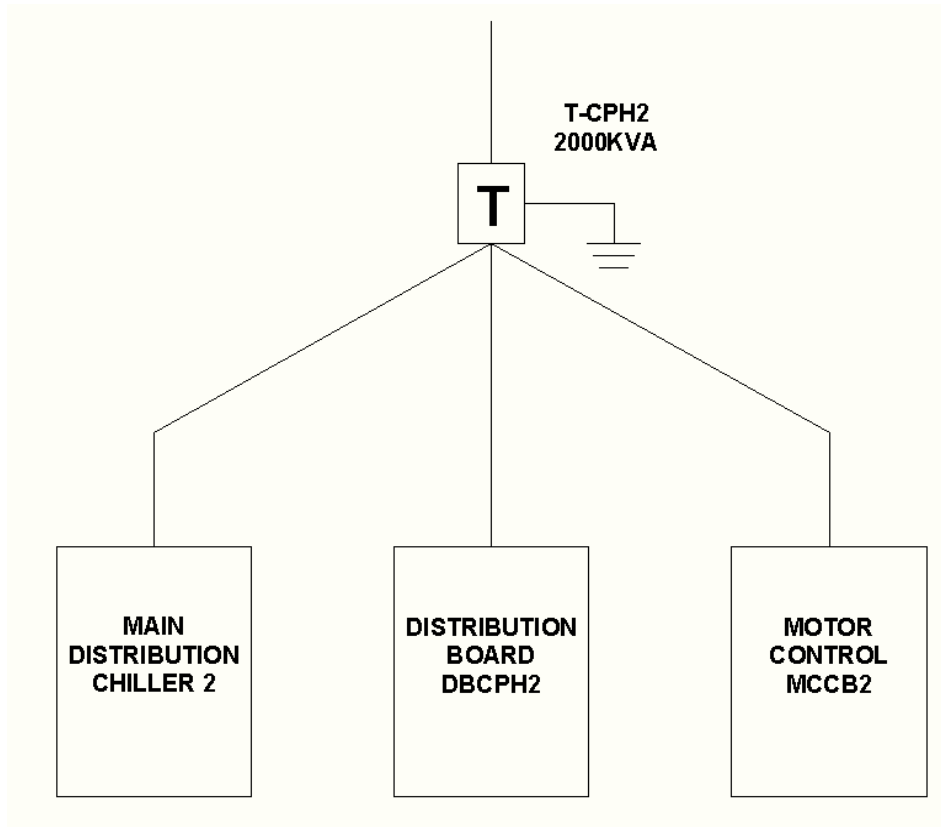 T-CPH2
2000KVA
T
MAIN
DISTRIBUTION
CHILLER 2
DISTRIBUTION
BOARD
DBCPH2
MOTOR
CONTROL
MCCB2